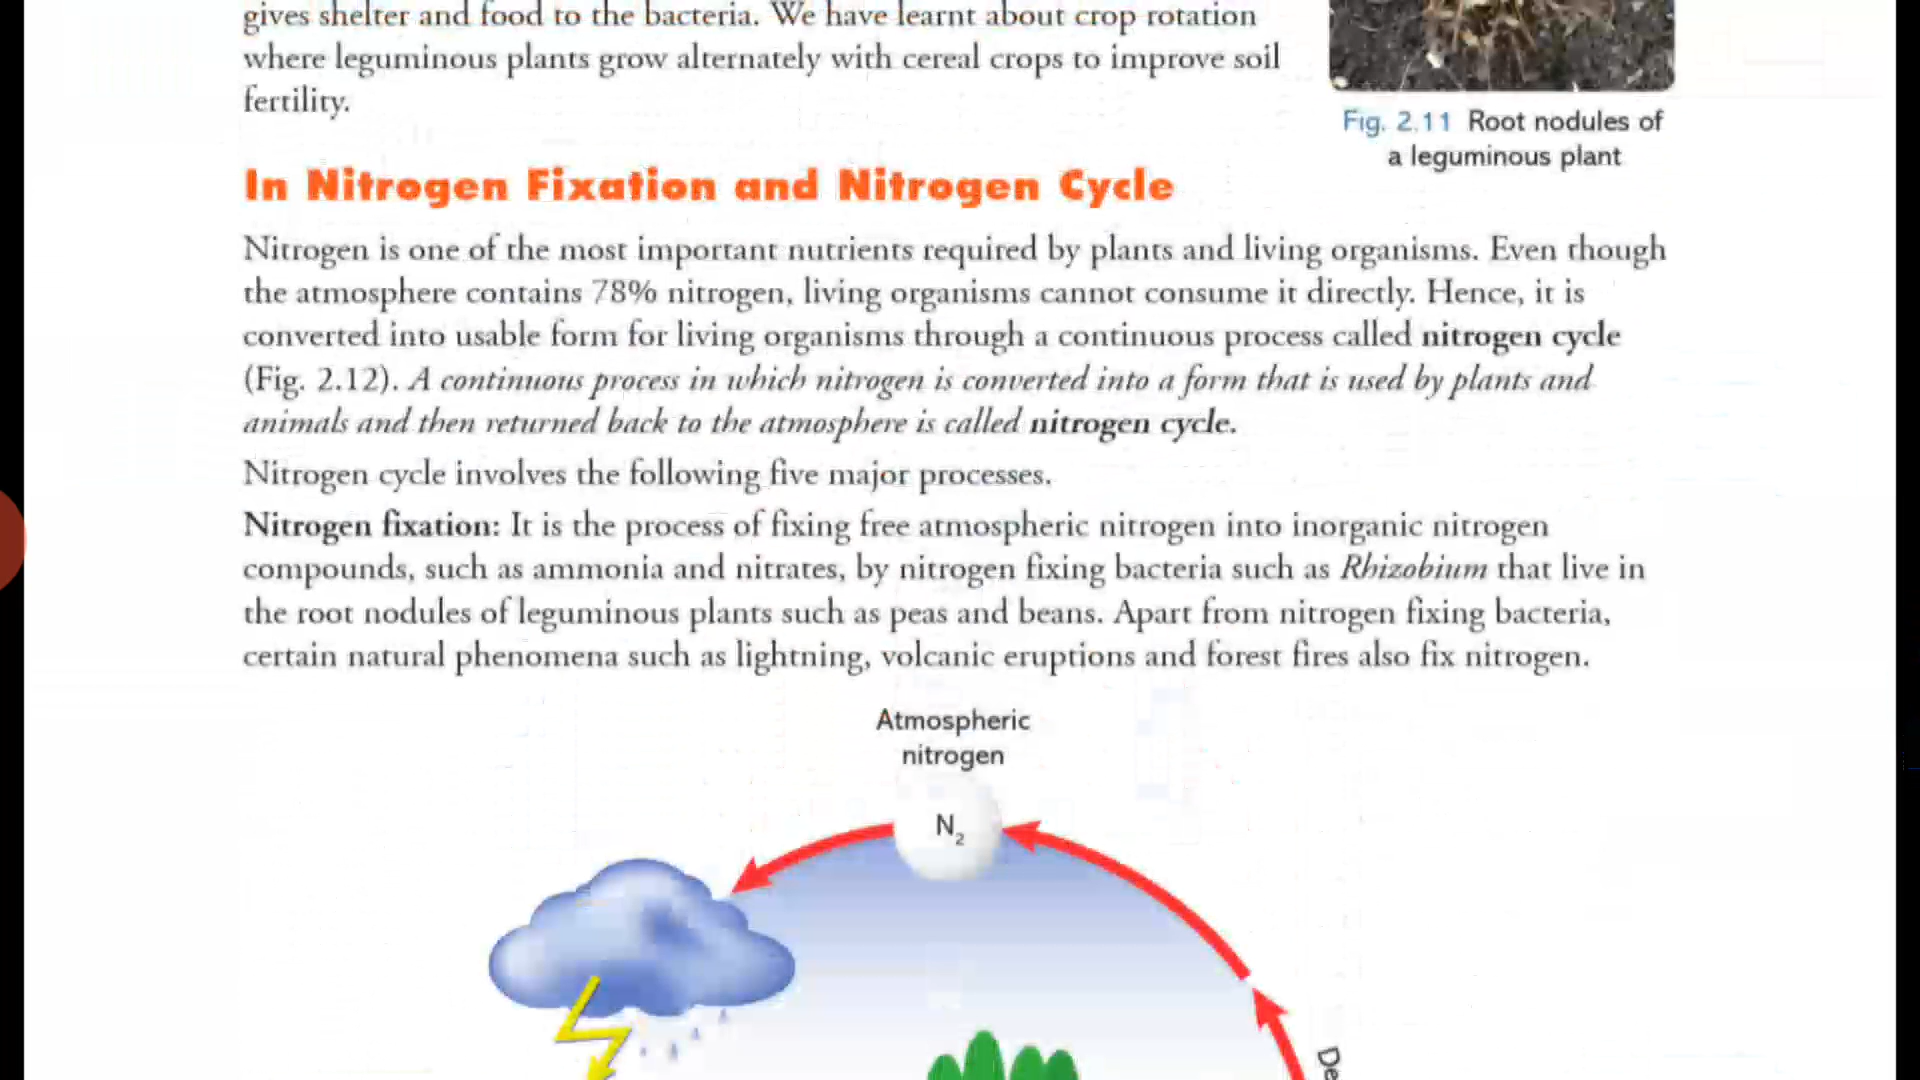 gives shelter and food to the bacteria. We have learnt about crop rotation
where leguminous plants grow alternately with cereal crops to improve soil
fertility.
Fig. 2.11 Root nodules of
a leguminous plant
In Nitrogen Fixation and Nitrogen Cycle
Nitrogen is one of the most important nutrients required by plants and living organisms. Even though
the atmosphere contains 78% nitrogen, living organisms cannot consume it directly. Hence, it is
converted into usable form for living organisms through a continuous process called nitrogen cycle
(Fig. 2.12). A continuous process in which nitrogen is converted into a form that is used by plants and
animals and then returned back to the atmosphere is called nitrogen cycle.
Nitrogen cycle involves the following five major processes.
Nitrogen fixation: It is the process of fixing free atmospheric nitrogen into inorganic nitrogen
compounds, such as ammonia and nitrates, by nitrogen fixing bacteria such as Rhizobium that live in
the root nodules of leguminous plants such as peas and beans. Apart from nitrogen fixing bacteria,
certain natural phenomena such as lightning, volcanic eruptions and forest fires also fix nitrogen.
Atmospheric
nitrogen
N₂